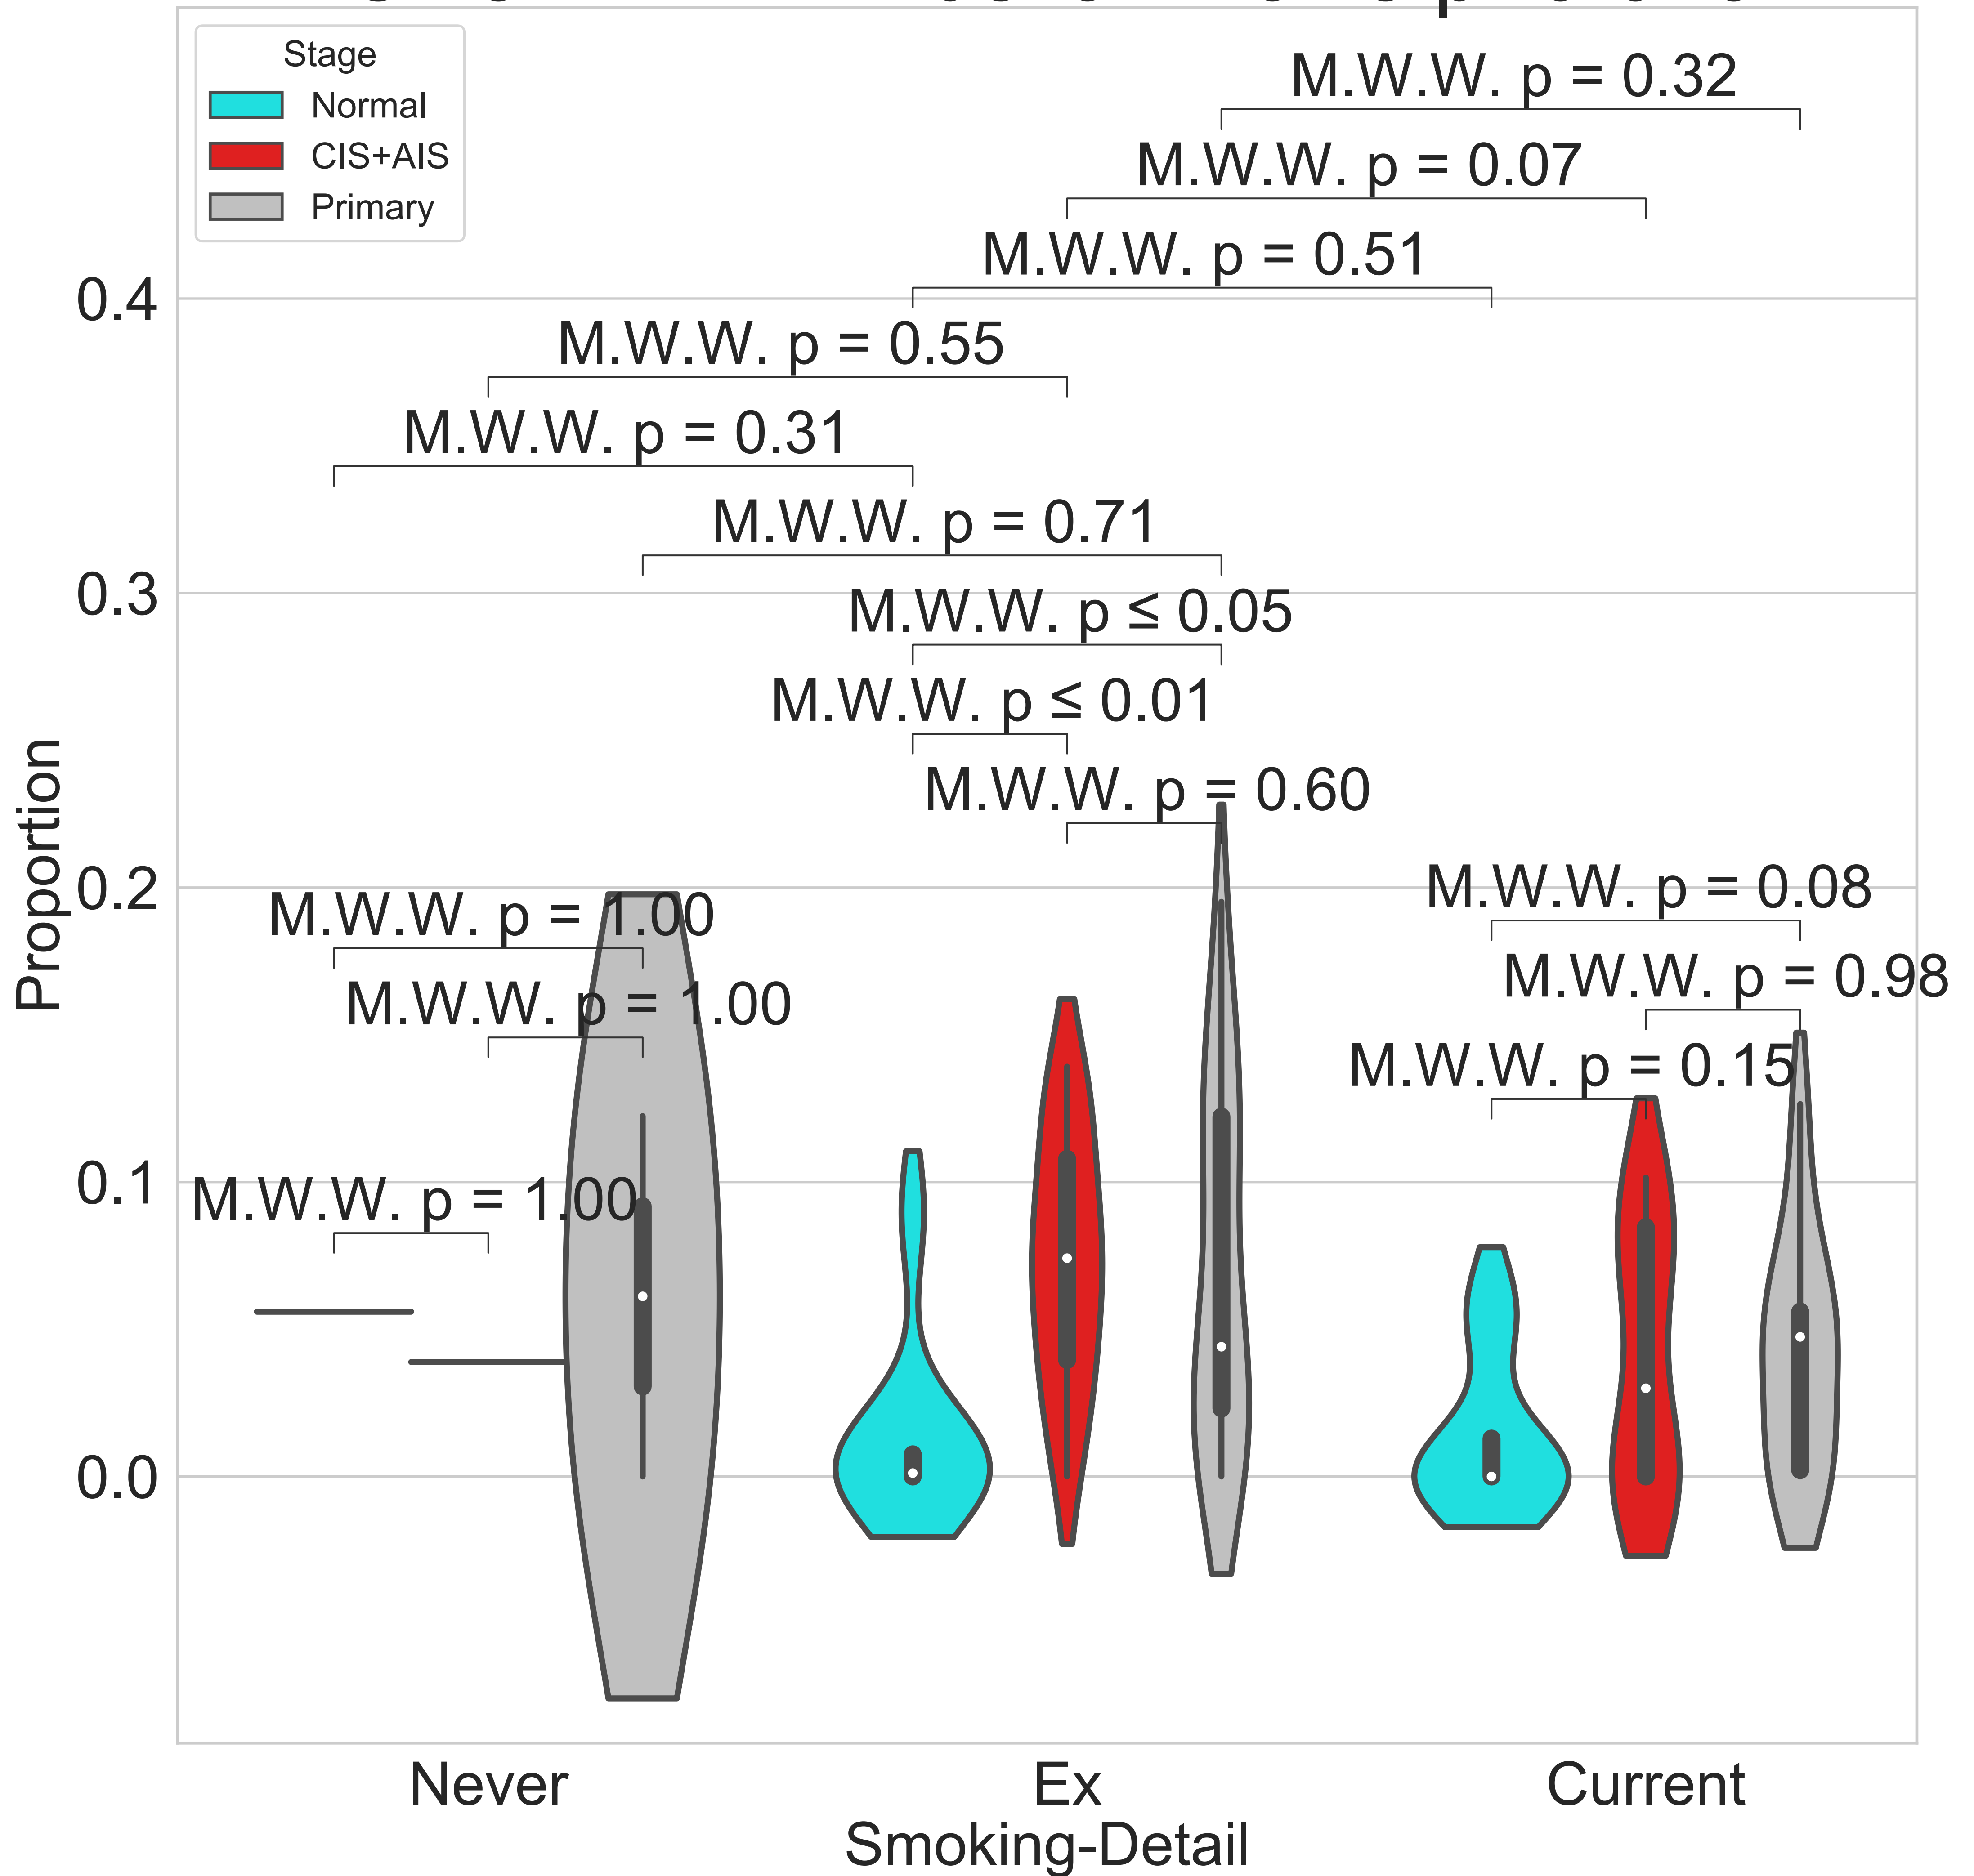 Stage
Normal
CIS+AIS
Primary
M.W.W. p = 0.32
M.W.W. p = 0.07
M.W.W. p = 0.51
M.W.W. p = 0.55
M.W.W. p = 0.31
M.W.W. p = 0.71
M.W.W. p ≤ 0.05
M.W.W. p ≤ 0.01
M.W.W. p = 0.60
M.W.W. p = 0.08
M.W.W. p = 1.00
M.W.W. p = 0.98
M.W.W. p = 1.00
M.W.W. p = 0.15
M.W.W. p = 1.00
Proportion
0.4
0.3
0.2
0.1
0.0
Never Ex Current
Smoking-Detail